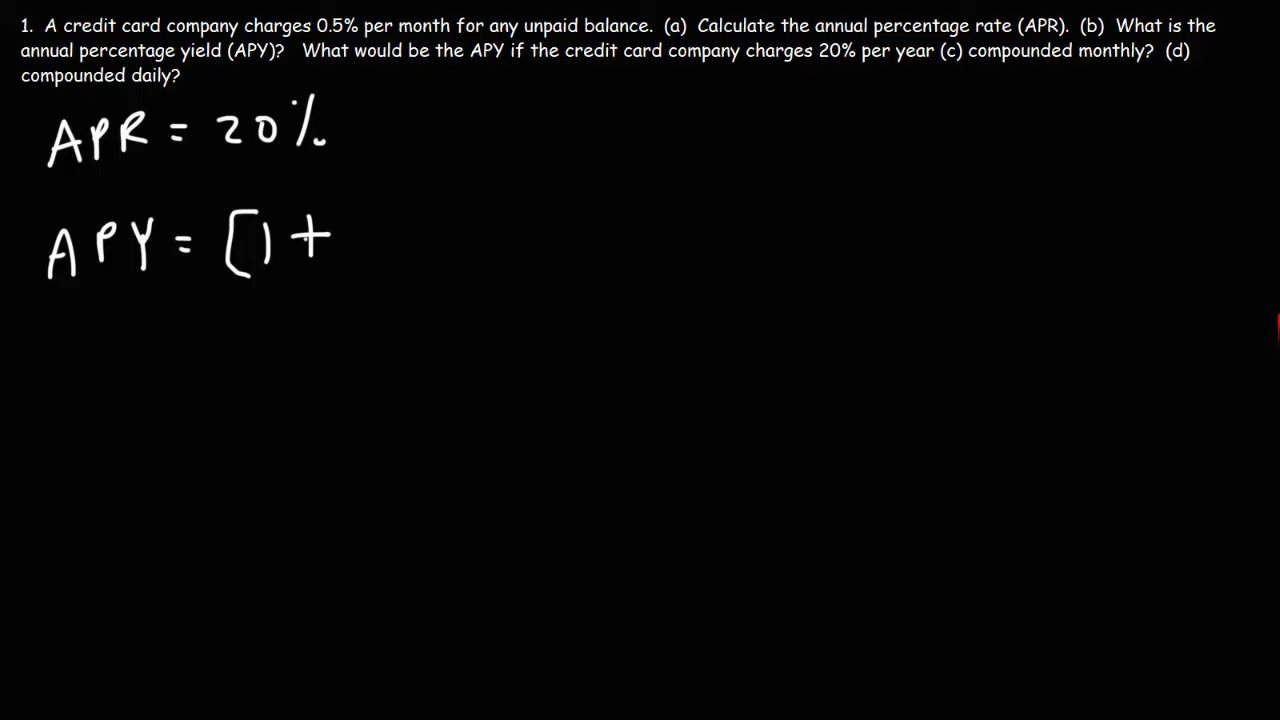 1. A credit card company charges 0.5% per month for any unpaid balance. (a) Calculate the annual percentage rate (APR). (b) What is the
annual percentage yield (APY)? What would be the APY if the credit card company charges 20% per year (c) compounded monthly? (d)
compounded daily?
APR = 20%
APY = [1 +